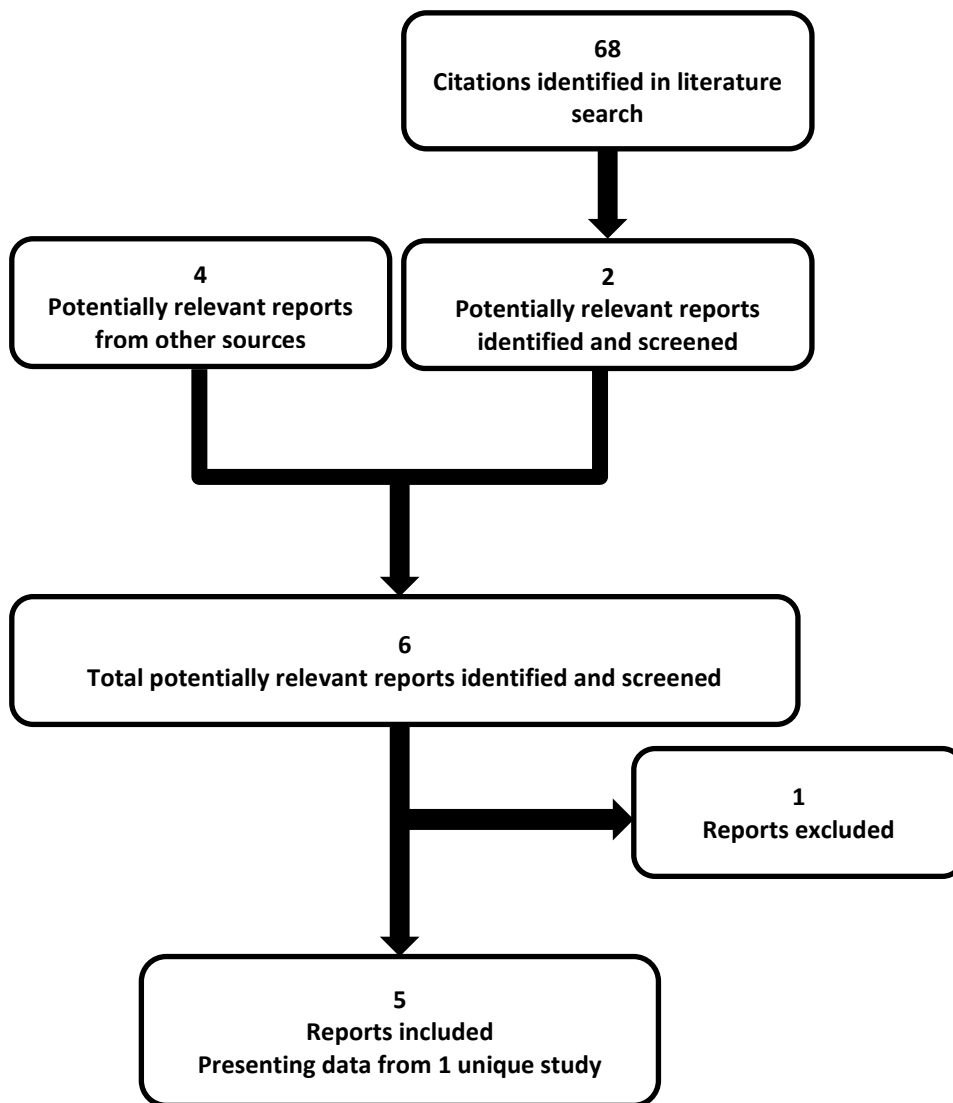 68
Citations identified in literature
search
4
Potentially relevant reports
from other sources
2
Potentially relevant reports
identified and screened
6
Total potentially relevant reports identified and screened
1
Reports excluded
5
Reports included
Presenting data from 1 unique study